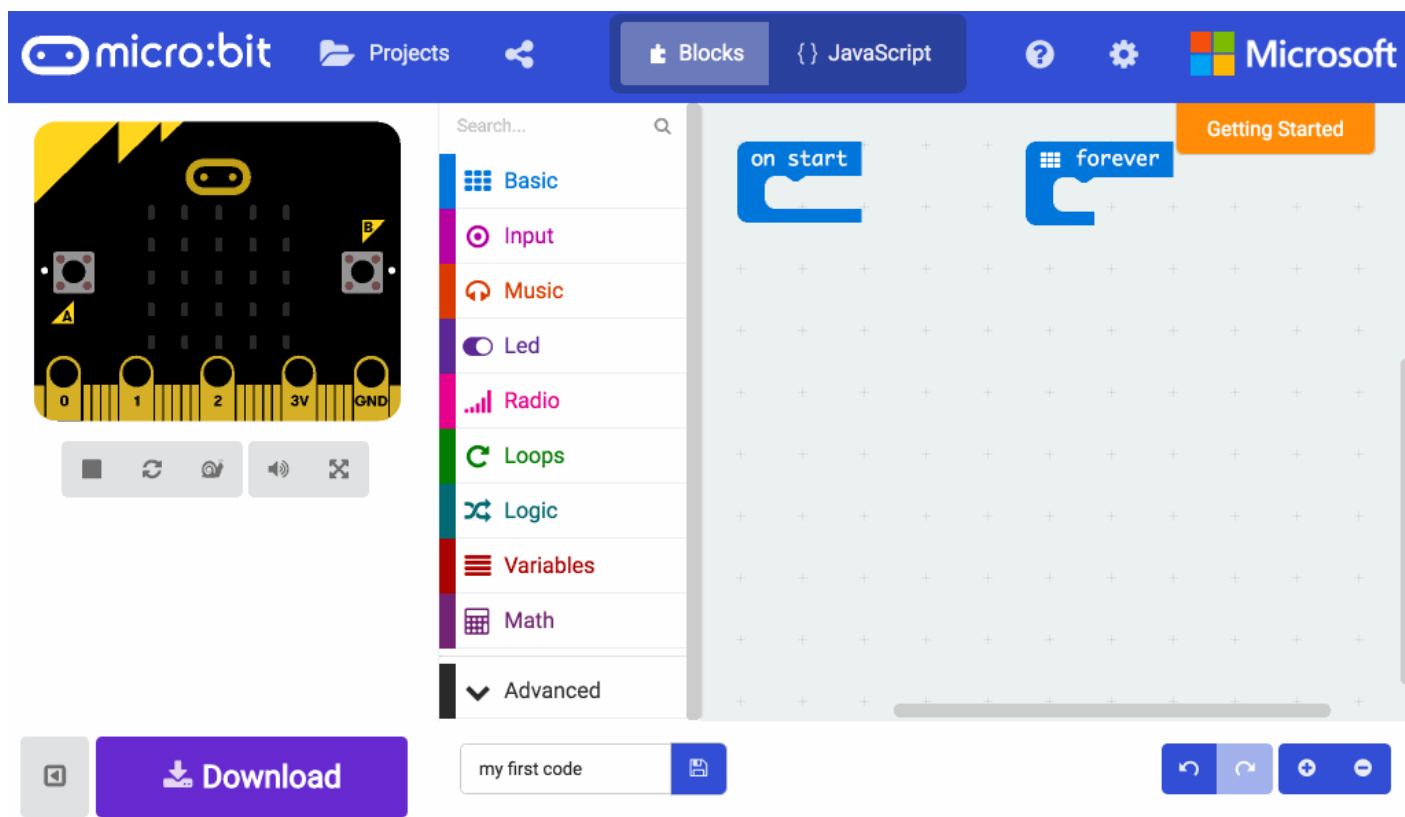 micro:bit
Projects
Blocks
{ } JavaScript
?
Microsoft
Getting Started
Search...
Basic
Input
Music
Led
Radio
Loops
Logic
Variables
Math
Advanced
on start
forever
B
A
0 1 2 3V GND
Download
my first code